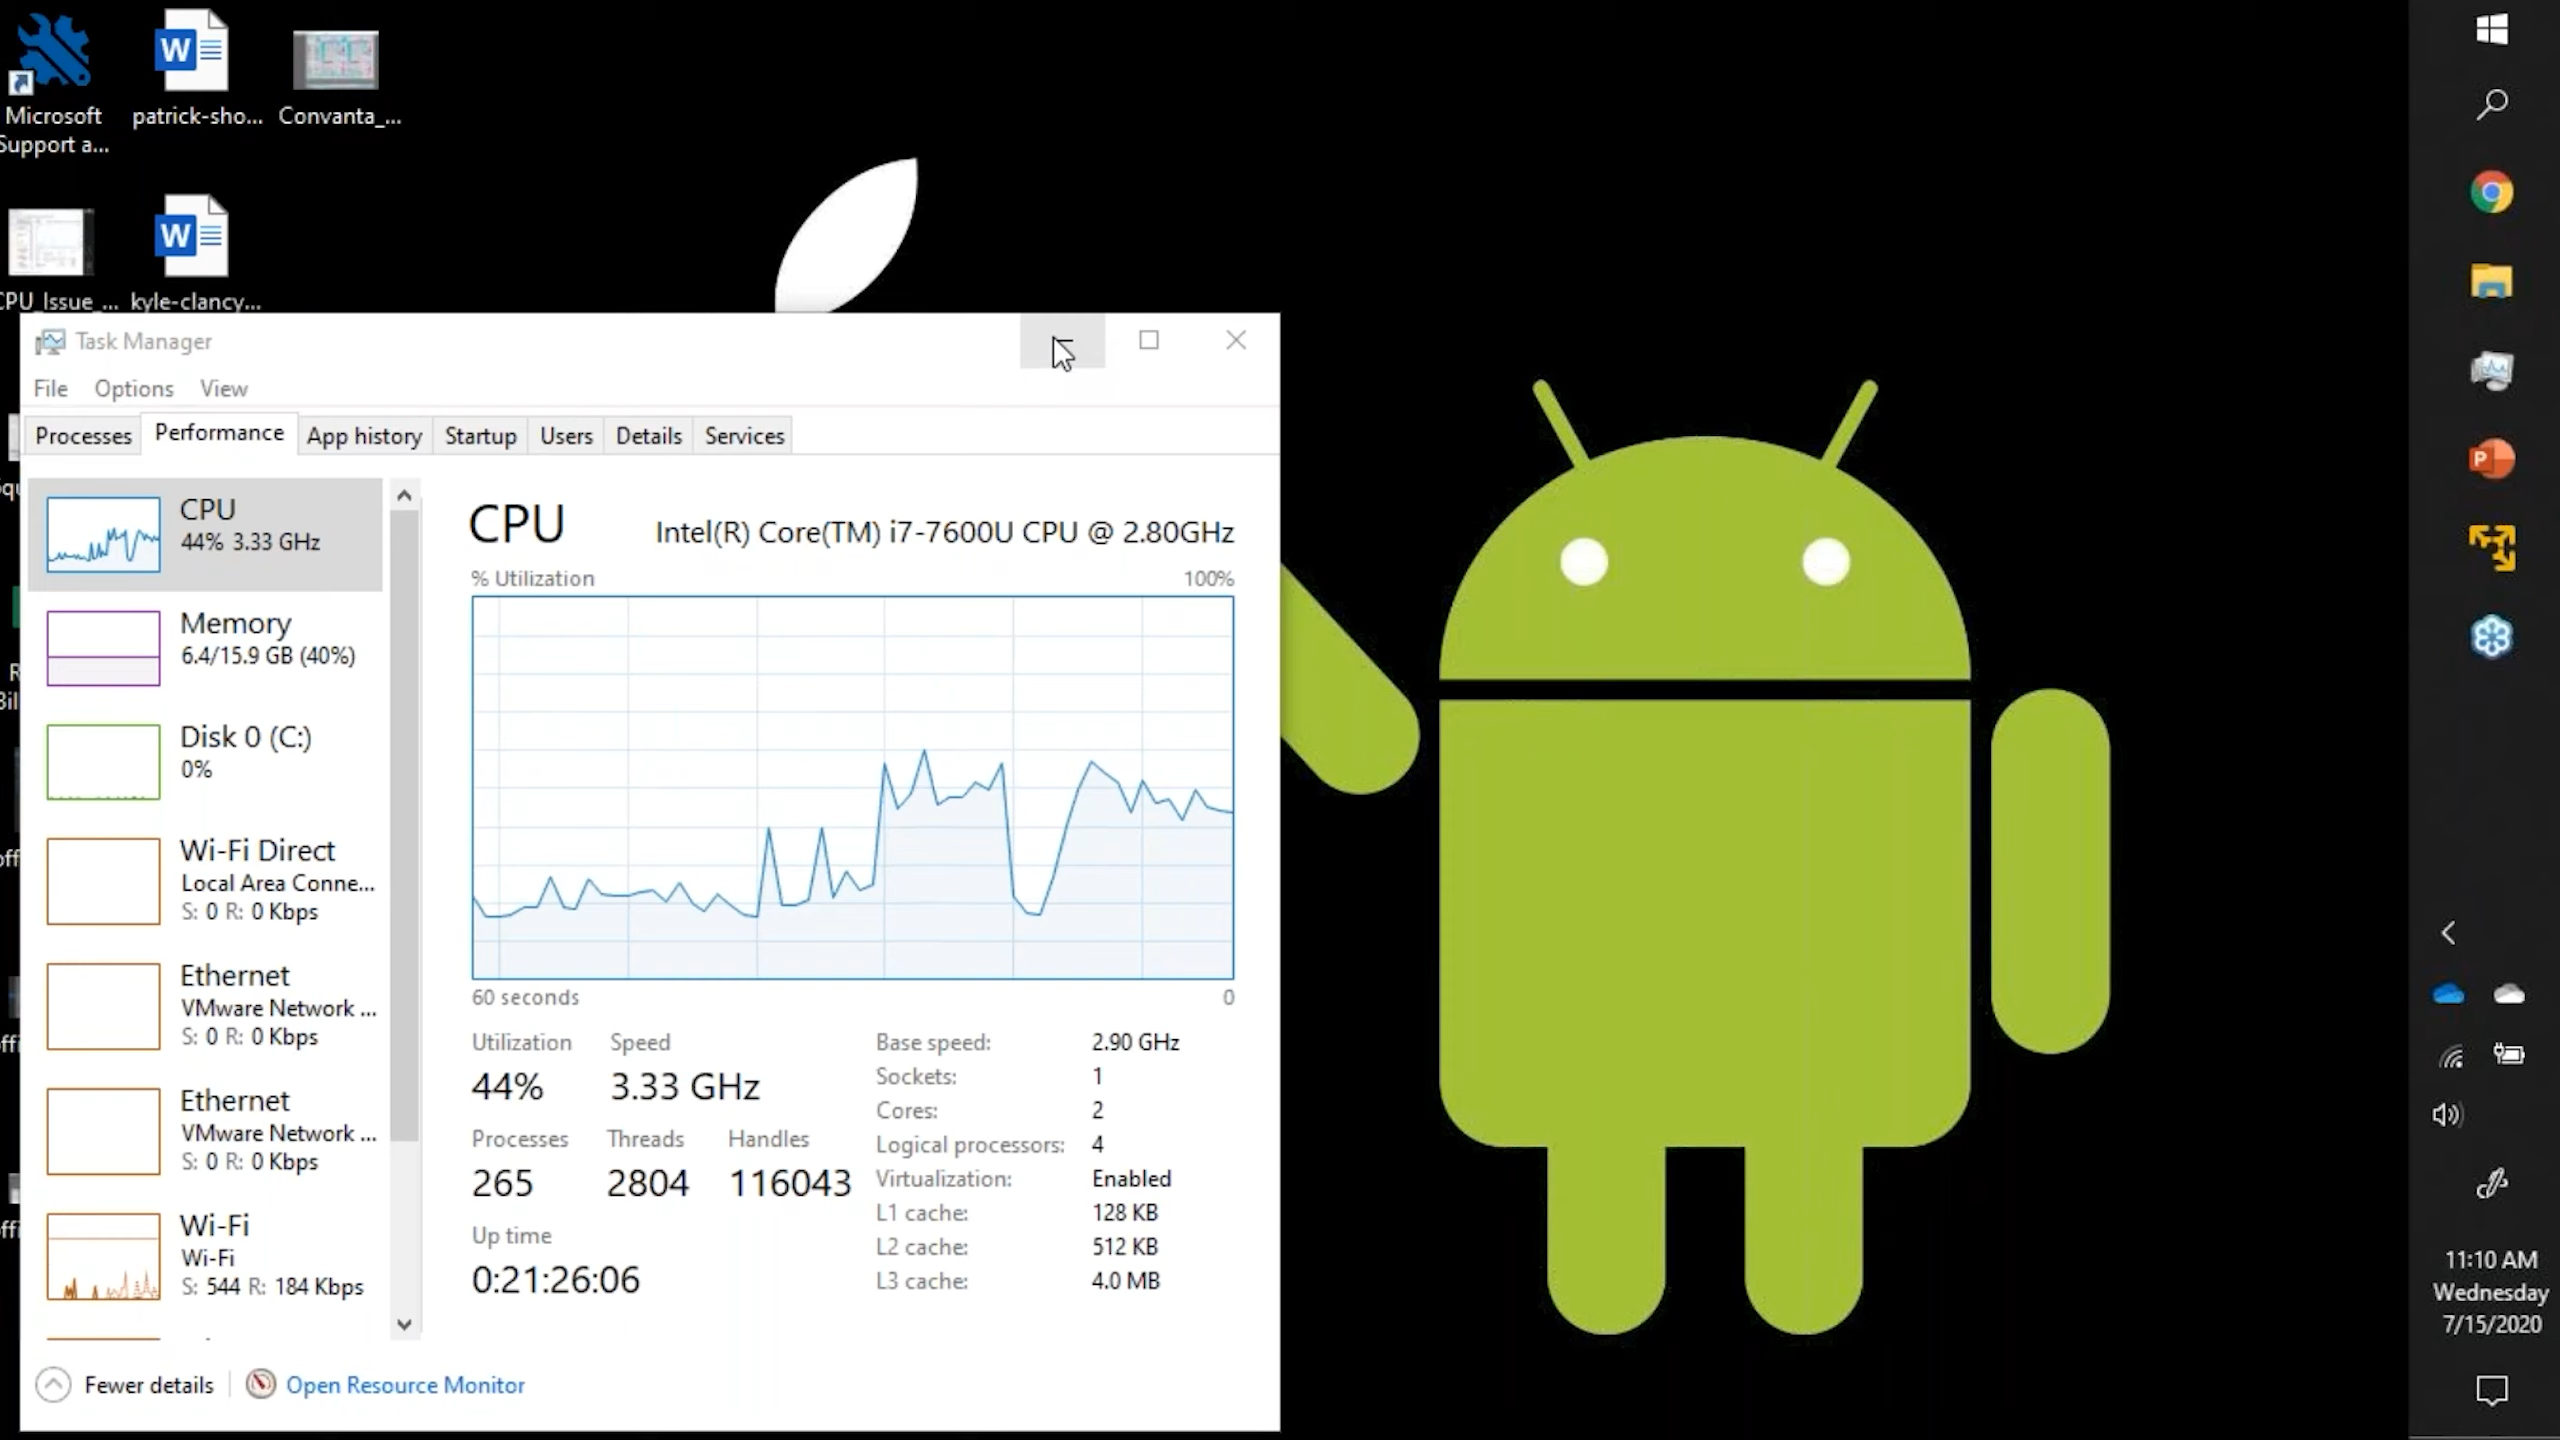 Microsoft
Support a...
patrick-sho...
Convanta_...
CPU_Issue_...
kyle-clancy...
Task Manager
File Options View
Processes Performance App history Startup Users Details Services
CPU
44% 3.33 GHz
Memory
6.4/15.9 GB (40%)
Disk 0 (C:)
0%
Wi-Fi Direct
Local Area Conne...
S: 0 R: 0 Kbps
Ethernet
VMware Network ...
S: 0 R: 0 Kbps
Ethernet
VMware Network ...
S: 0 R: 0 Kbps
Wi-Fi
Wi-Fi
S: 544 R: 184 Kbps
CPU Intel(R) Core(TM) i7-7600U CPU @ 2.80GHz
% Utilization 100%
60 seconds 0
Utilization Speed
44% 3.33 GHz
Processes Threads Handles
265 2804 116043
Up time
0:21:26:06
Base speed: 2.90 GHz
Sockets: 1
Cores: 2
Logical processors: 4
Virtualization: Enabled
L1 cache: 128 KB
L2 cache: 512 KB
L3 cache: 4.0 MB
Fewer details Open Resource Monitor
11:10 AM
Wednesday
7/15/2020